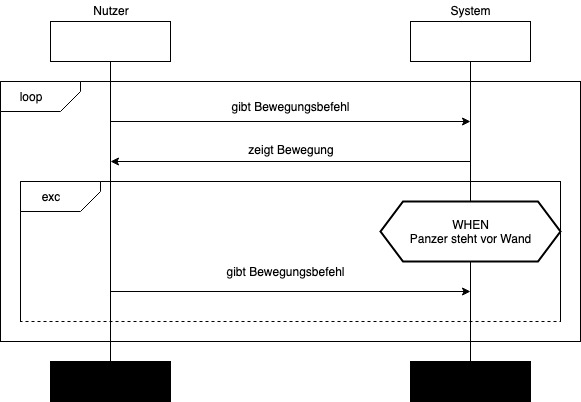 Nutzer
System
loop
gibt Bewegungsbefehl
zeigt Bewegung
exc
WHEN
Panzer steht vor Wand
gibt Bewegungsbefehl